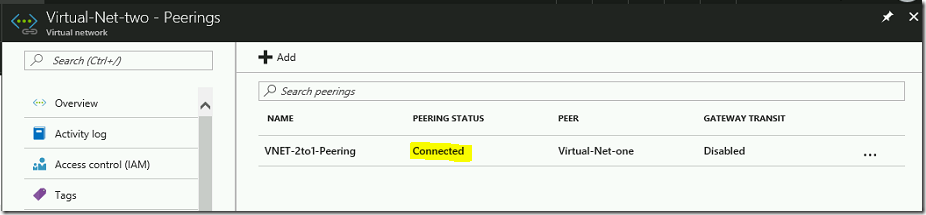 Virtual-Net-two - Peerings
Virtual network
Search (Ctrl+/)
Overview
Activity log
Access control (IAM)
Tags
Add
Search peerings
NAME PEERING STATUS PEER GATEWAY TRANSIT
VNET-2to1-Peering Connected Virtual-Net-one Disabled ...